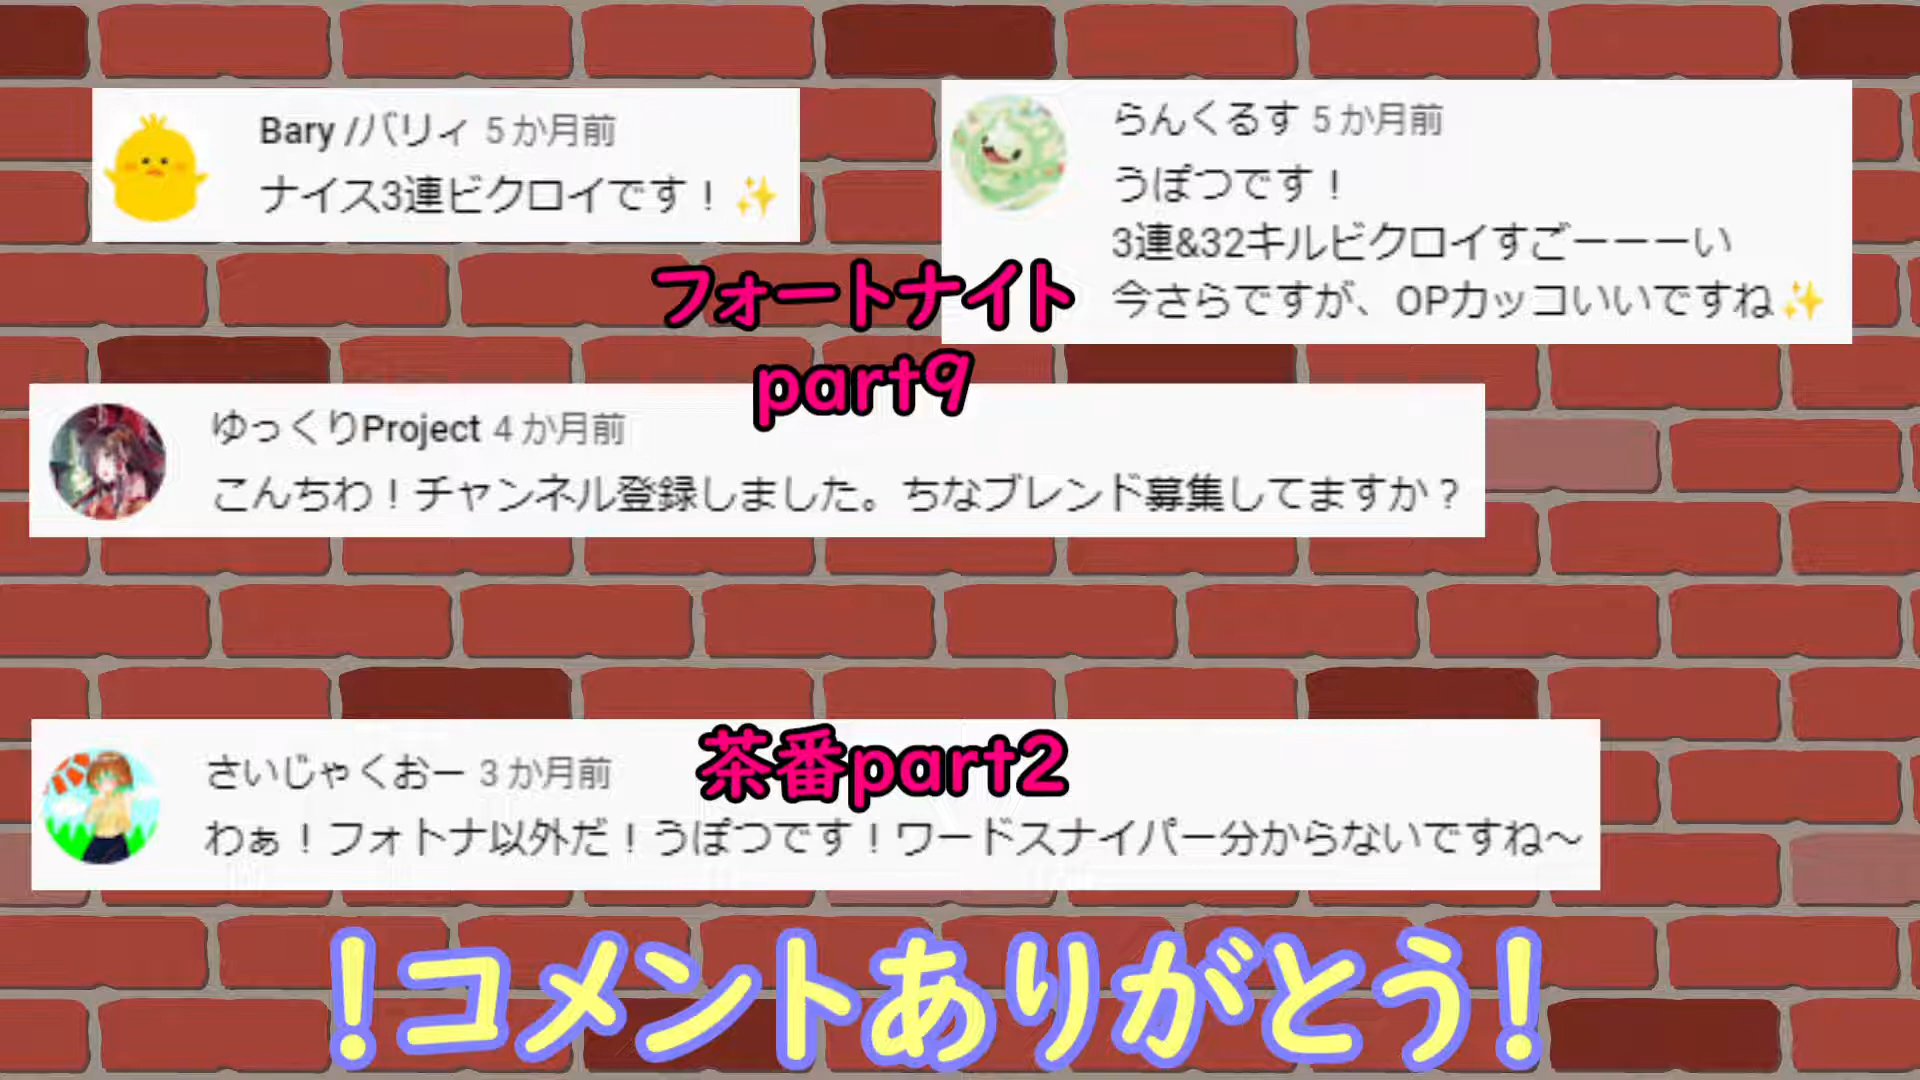 Bary /バリィ 5 か月前
ナイス3連ビクロイです！✨
らんくるす 5 か月前
うぽつです！
3連&32キルビクロイすごーーーい
今さらですが、OPカッコいいですね✨
フォートナイト
part9
ゆっくりProject 4 か月前
こんちわ！チャンネル登録しました。ちなブレンド募集してますか？
茶番part2
さいじゃくおー 3 か月前
わぁ！フォトナ以外だ！うぽつです！ワードスナイパー分からないですね～
！コメントありがとう！